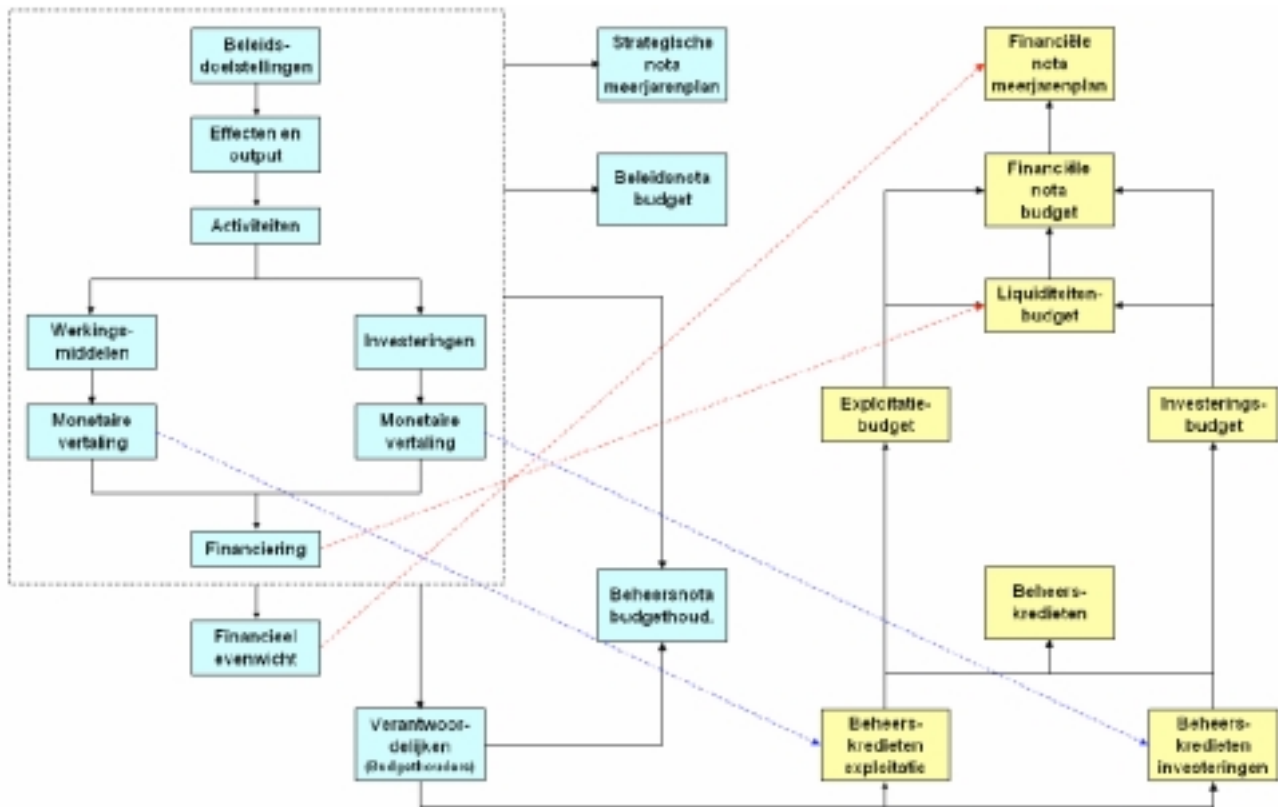 Beleids-
doelstellingen
Effecten en
output
Activiteiten
Werkings-
middelen
Investeringen
Monetaire
vertaling
Monetaire
vertaling
Financiering
Financieel
evenwicht
Verantwoor-
delijken
(Budgethouders)
Strategische
nota
meerjarenplan
Beleidsnota
budget
Beheersnota
budgethoud.
Financiële
nota
meerjarenplan
Financiële
nota
budget
Liquiditeiten-
budget
Exploitatie-
budget
Investerings-
budget
Beheers-
kredieten
Beheers-
kredieten
exploitatie
Beheers-
kredieten
investeringen